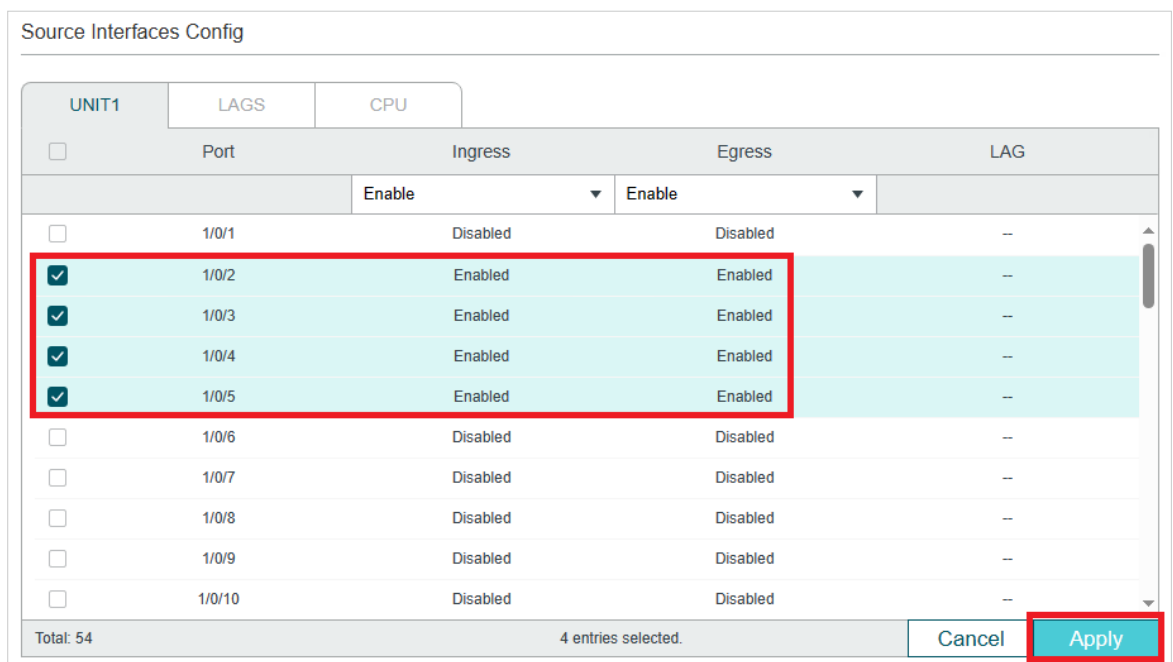 Source Interfaces Config
UNIT1 LAGS CPU
Port Ingress Egress LAG
Enable Enable
1/0/1 Disabled Disabled --
1/0/2 Enabled Enabled --
1/0/3 Enabled Enabled --
1/0/4 Enabled Enabled --
1/0/5 Enabled Enabled --
1/0/6 Disabled Disabled --
1/0/7 Disabled Disabled --
1/0/8 Disabled Disabled --
1/0/9 Disabled Disabled --
1/0/10 Disabled Disabled --
Total: 54 4 entries selected. Cancel Apply